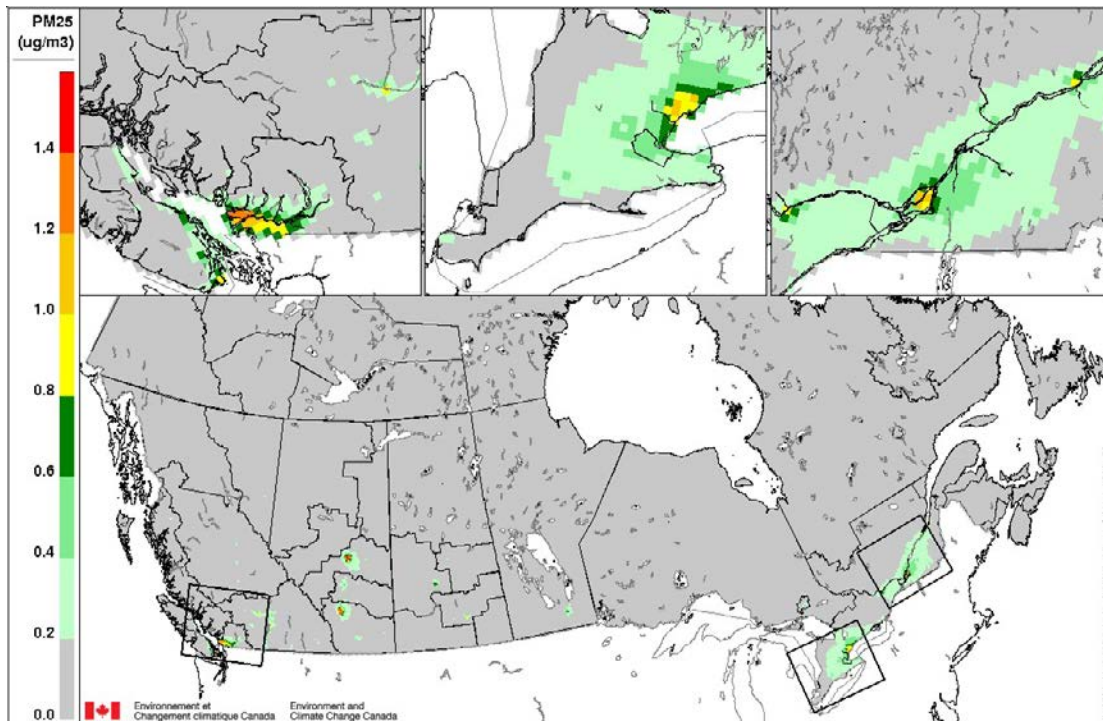 PM25
(ug/m3)
1.4
1.2
1.0
0.8
0.6
0.4
0.2
0.0
Environnement et
Changement climatique Canada
Environment and
Climate Change Canada